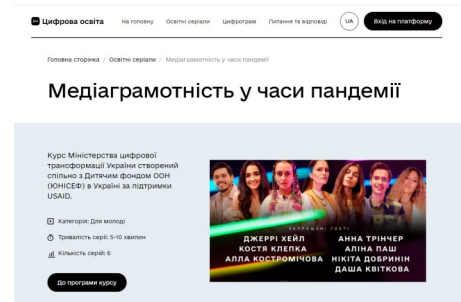 Цифрова освіта
На головну
Освітні серіали
Цифрограм
Питання та відповіді
UA
Вхід на платформу
Головна сторінка / Освітні серіали / Медіаграмотність у часи пандемії
Медіаграмотність у часи пандемії
Курс Міністерства цифрової
трансформації України створений
спільно з Дитячим фондом ООН
(ЮНІСЕФ) в Україні за підтримки
USAID.
Категорія: Для молоді
Тривалість серії: 5-10 хвилин
Кількість серій: 6
До програми курсу
ЗАПРОШЕНІ ГОСТІ
ДЖЕРРІ ХЕЙЛ
КОСТЯ КЛЕПКА
АЛЛА КОСТРОМІЧОВА
АННА ТРІНЧЕР
АЛІНА ПАШ
НІКІТА ДОБРИНІН
ДАША КВІТКОВА